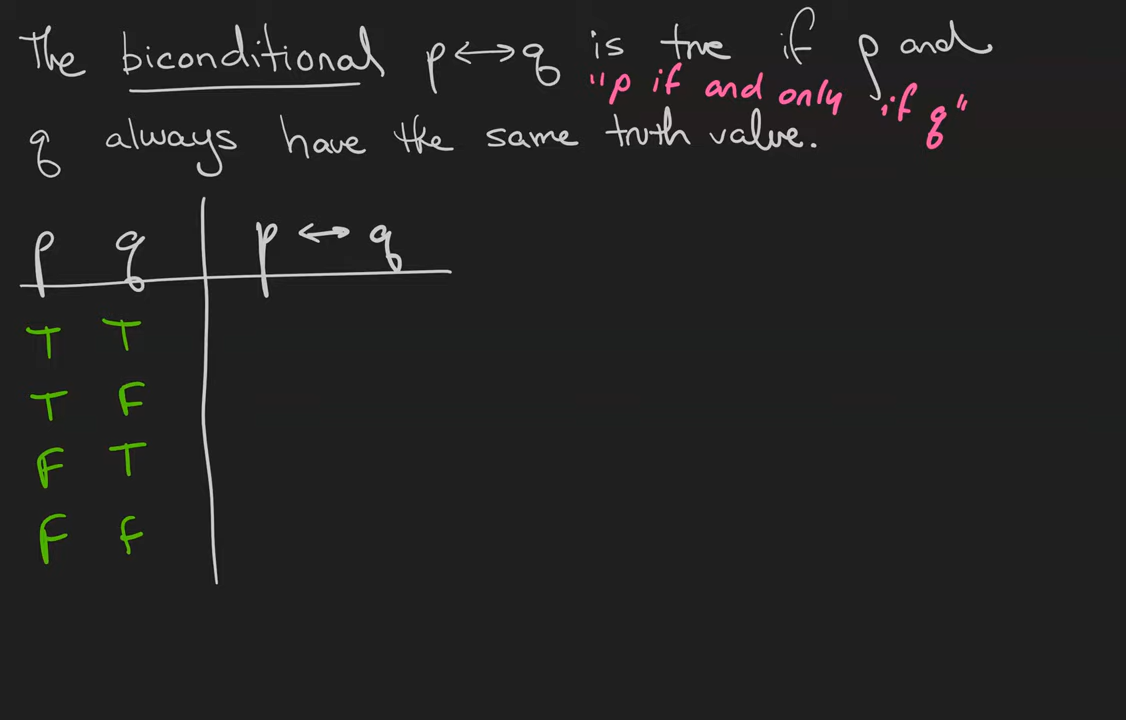 The biconditional p ↔ q is true if p and
"p if and only if q"
q always have the same truth value.
p q p ↔ q
T T
T F
F T
F F